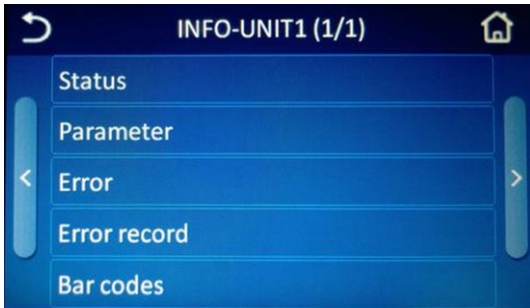 INFO-UNIT1 (1/1)
Status
Parameter
Error
Error record
Bar codes